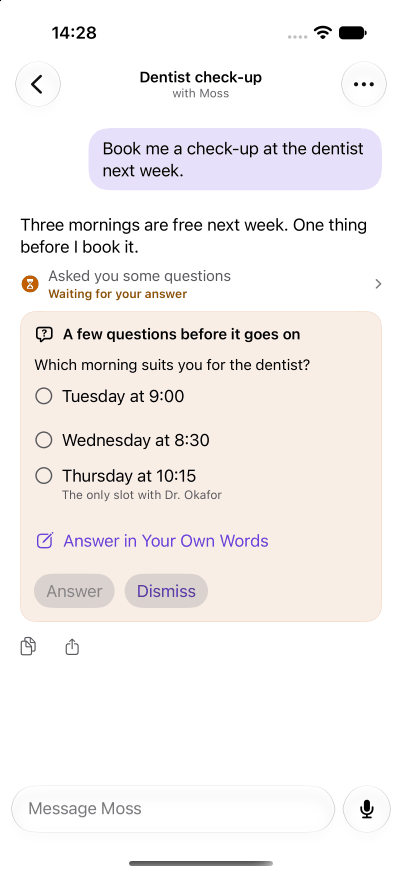 14:28
Dentist check-up
with Moss
Book me a check-up at the dentist
next week.
Three mornings are free next week. One thing
before I book it.
Asked you some questions
Waiting for your answer
A few questions before it goes on
Which morning suits you for the dentist?
Tuesday at 9:00
Wednesday at 8:30
Thursday at 10:15
The only slot with Dr. Okafor
Answer in Your Own Words
Answer
Dismiss
Message Moss